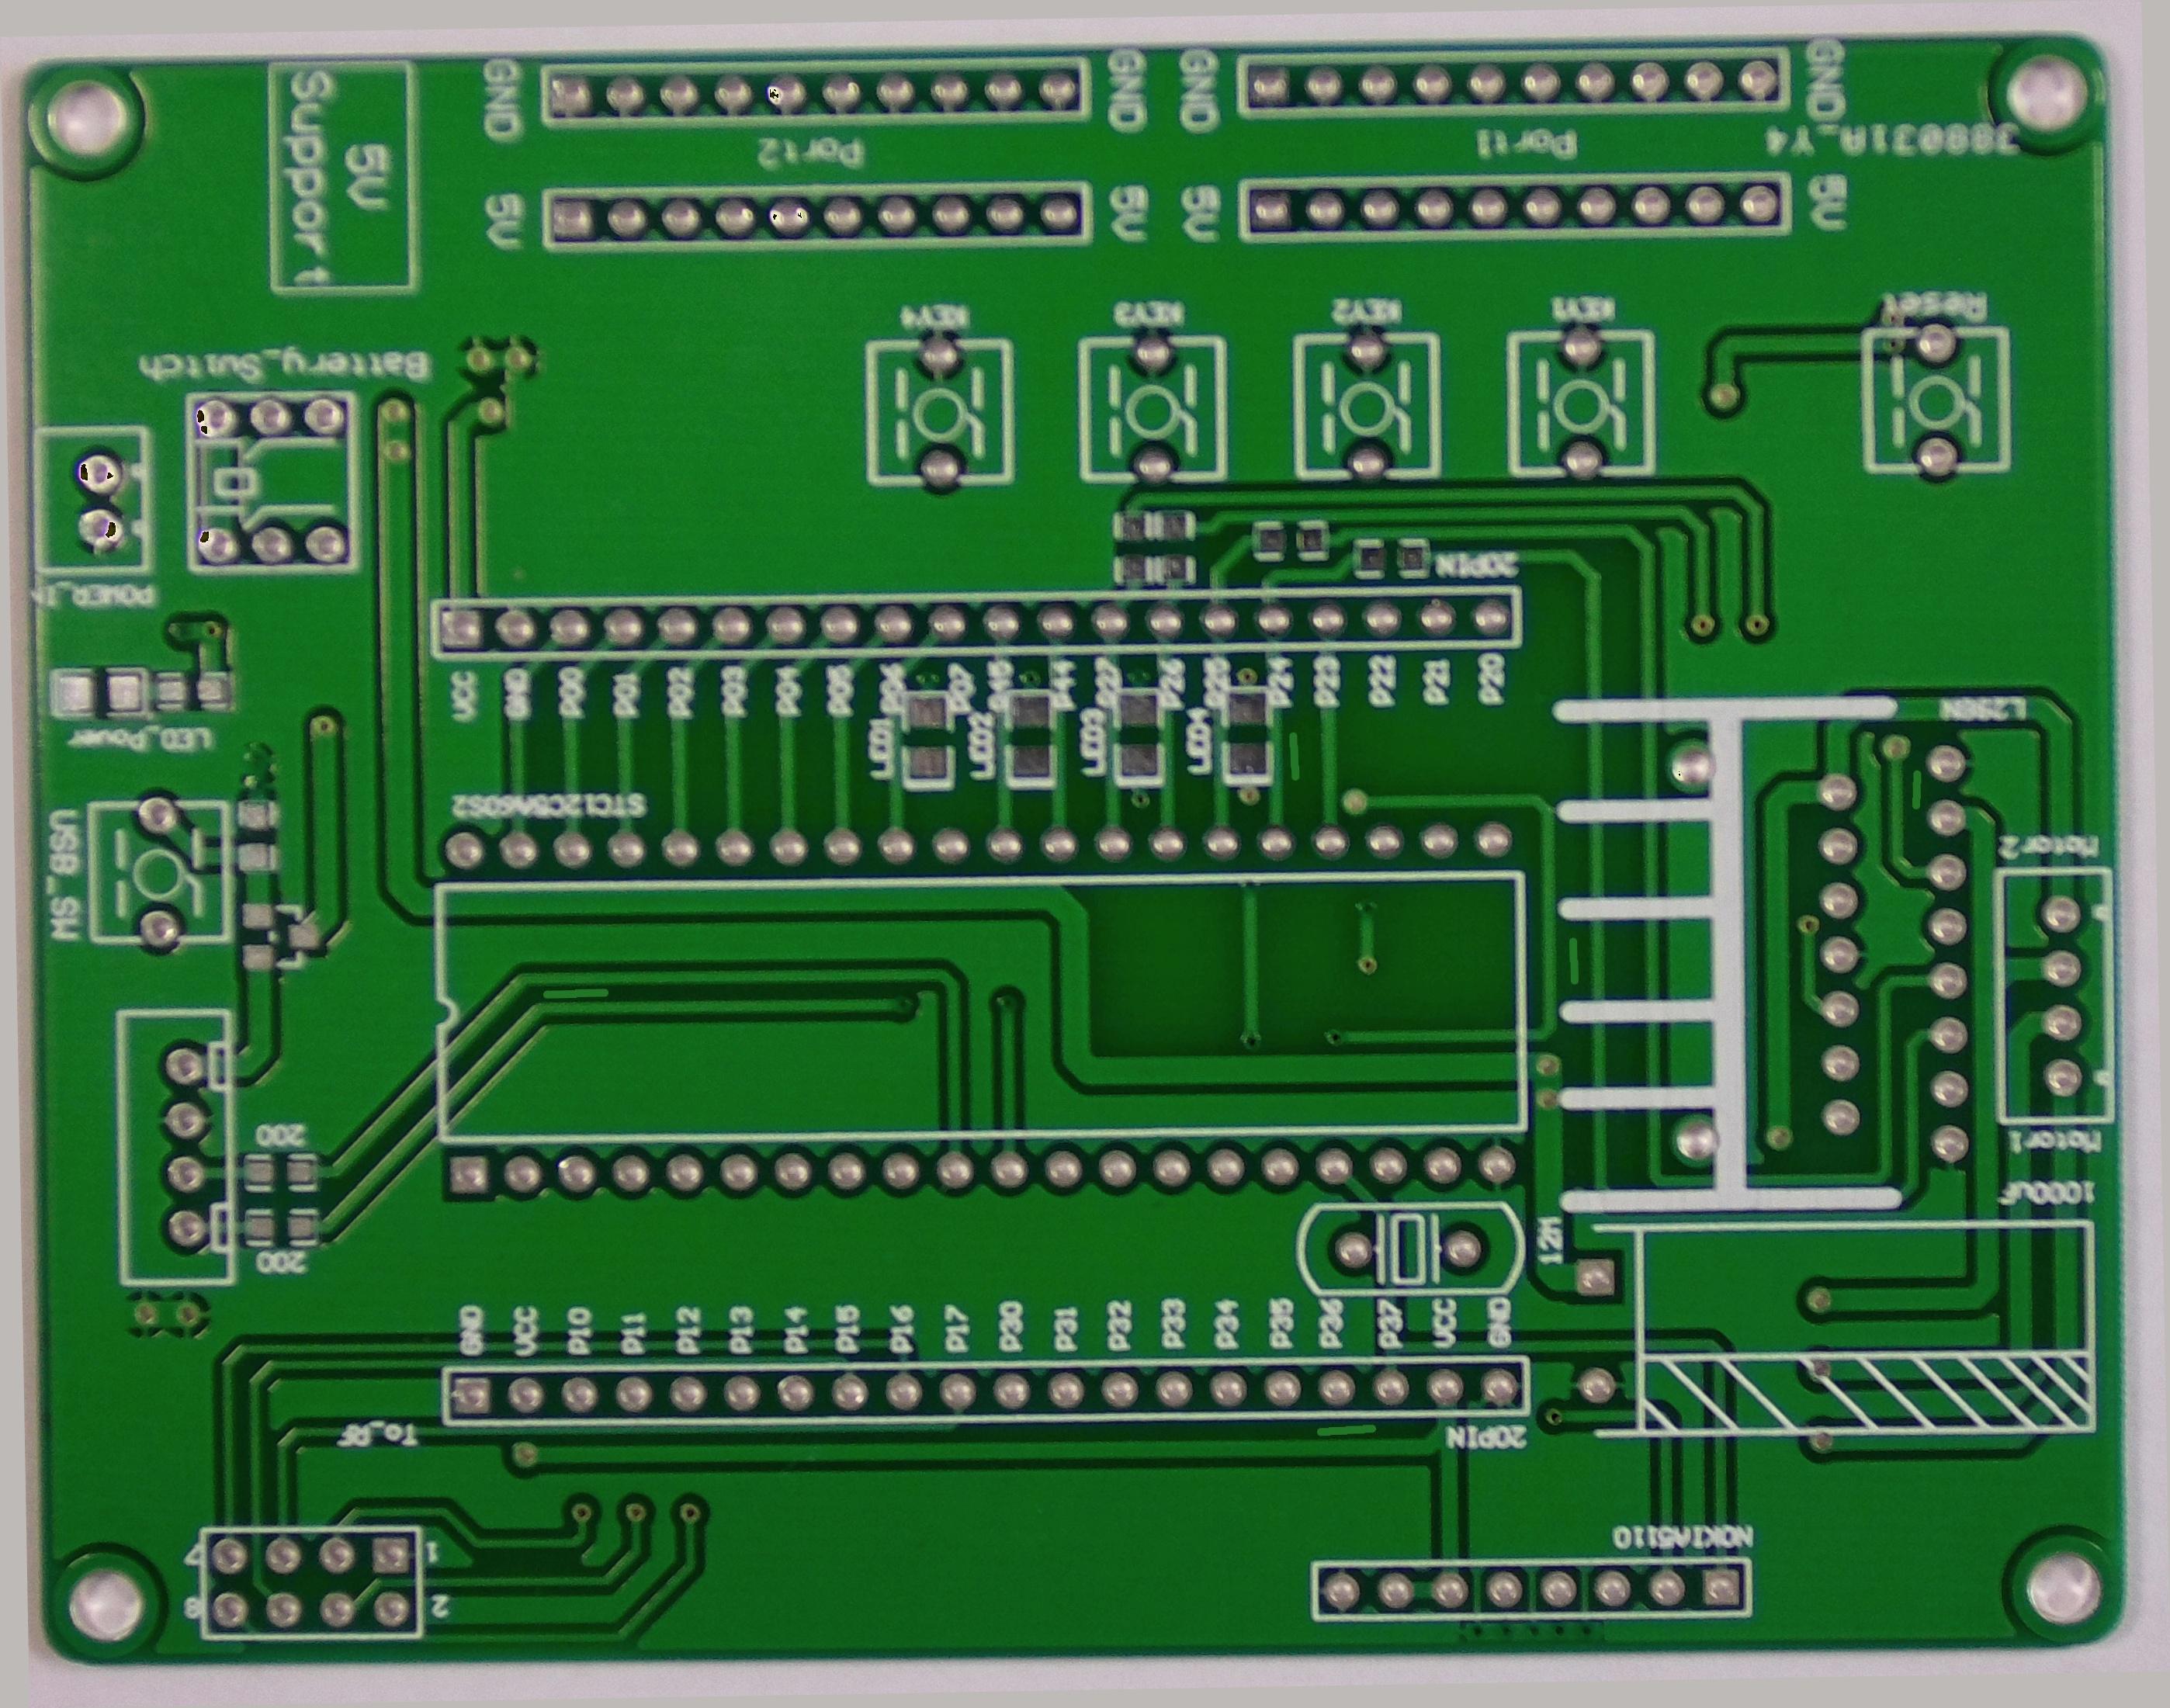 GND
GND
GND
GND
5V
Support
Port2
Port1
388031A_Y4
5V
5V
5V
5V
KEY4
KEY3
KEY2
KEY1
Reset
Battery_Switch
20PIN
LED_Power
VCC
GND
P00
P01
P02
P03
P04
P05
P06
P07
P45
P44
P27
P26
P25
P24
P23
P22
P21
P20
LED1
LED2
LED3
LED4
L298N
STC12C5A60S2
USB_SW
Motor2
Motor1
200
200
1000uF
12M
GND
VCC
P10
P11
P12
P13
P14
P15
P16
P17
P30
P31
P32
P33
P34
P35
P36
P37
VCC
GND
To_RF
20PIN
NOKIA5110
7
1
8
2